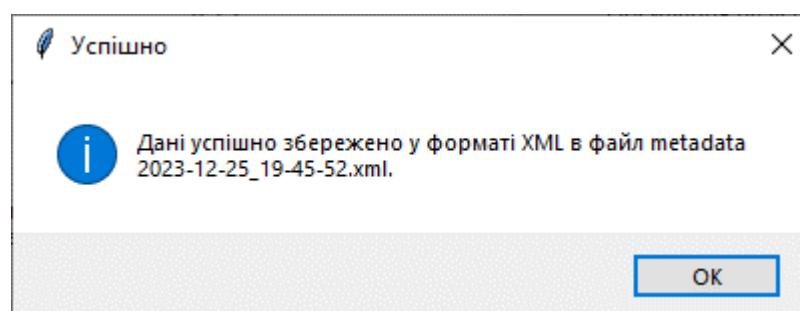 Успішно
Дані успішно збережено у форматі XML в файл metadata
2023-12-25_19-45-52.xml.
OK